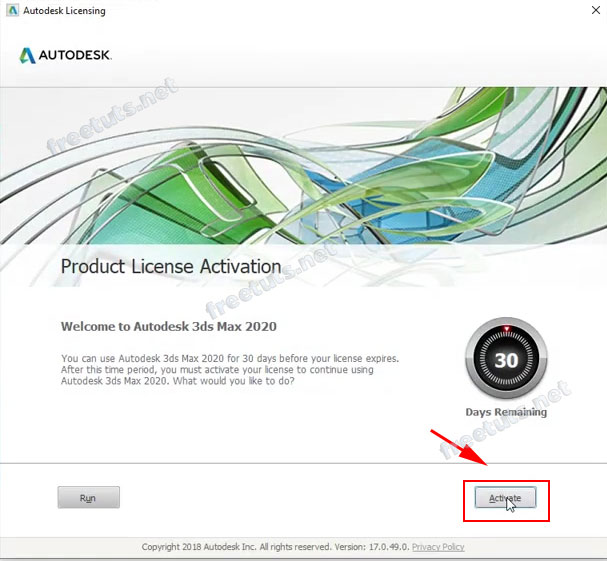 Autodesk Licensing
AUTODESK.
freetuts.net
Product License Activation
freetuts.net
Welcome to Autodesk 3ds Max 2020
You can use Autodesk 3ds Max 2020 for 30 days before your license expires.
After this time period, you must activate your license to continue using
Autodesk 3ds Max 2020. What would you like to do?
30
Days Remaining
freetuts.net
Run
Activate
Copyright 2018 Autodesk Inc. All rights reserved. Version: 17.0.49.0. Privacy Policy